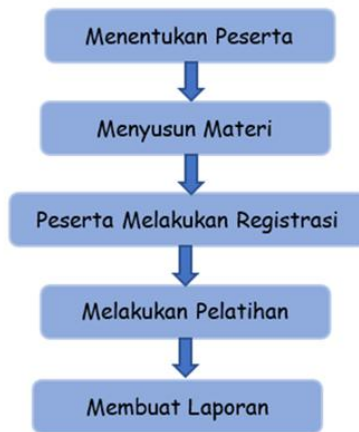 Menentukan Peserta
Menyusun Materi
Peserta Melakukan Registrasi
Melakukan Pelatihan
Membuat Laporan